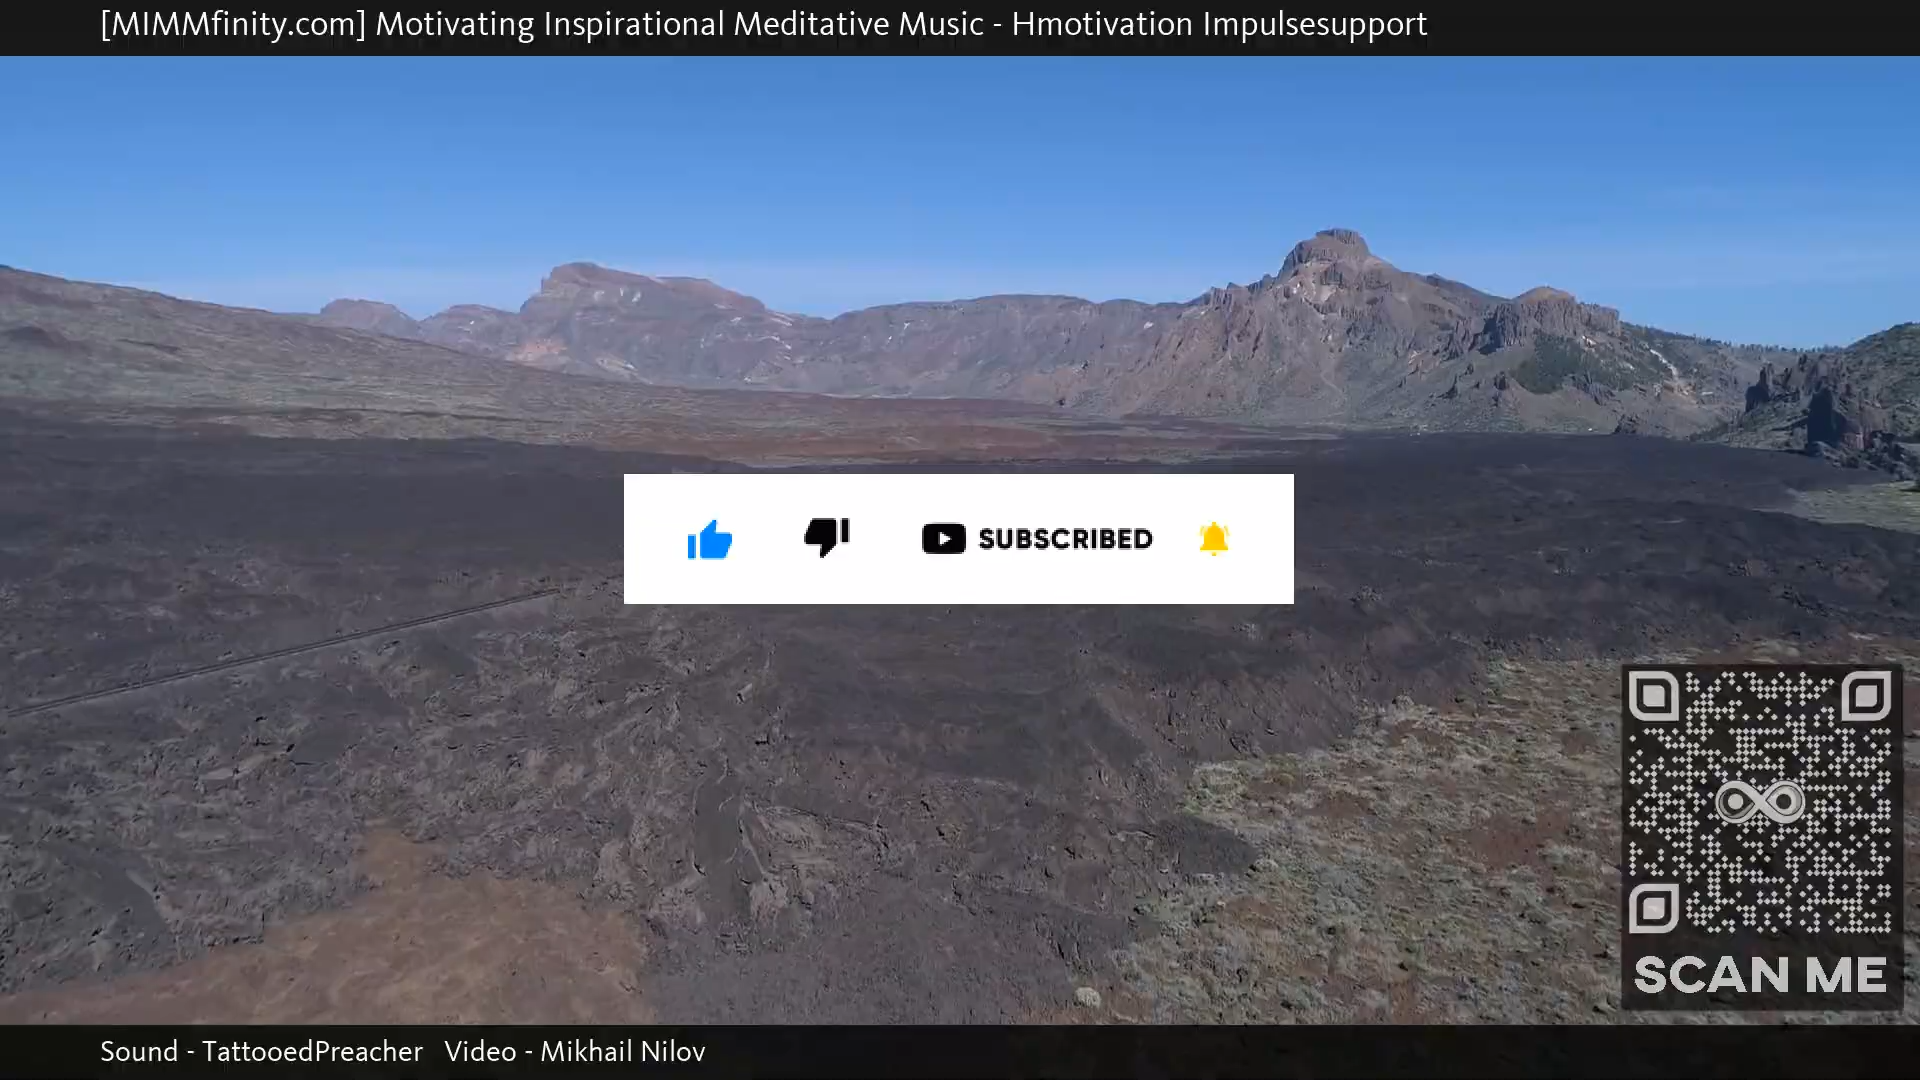 [MIMMfinity.com] Motivating Inspirational Meditative Music - Hmotivation Impulsesupport
SUBSCRIBED
SCAN ME
Sound - TattooedPreacher   Video - Mikhail Nilov